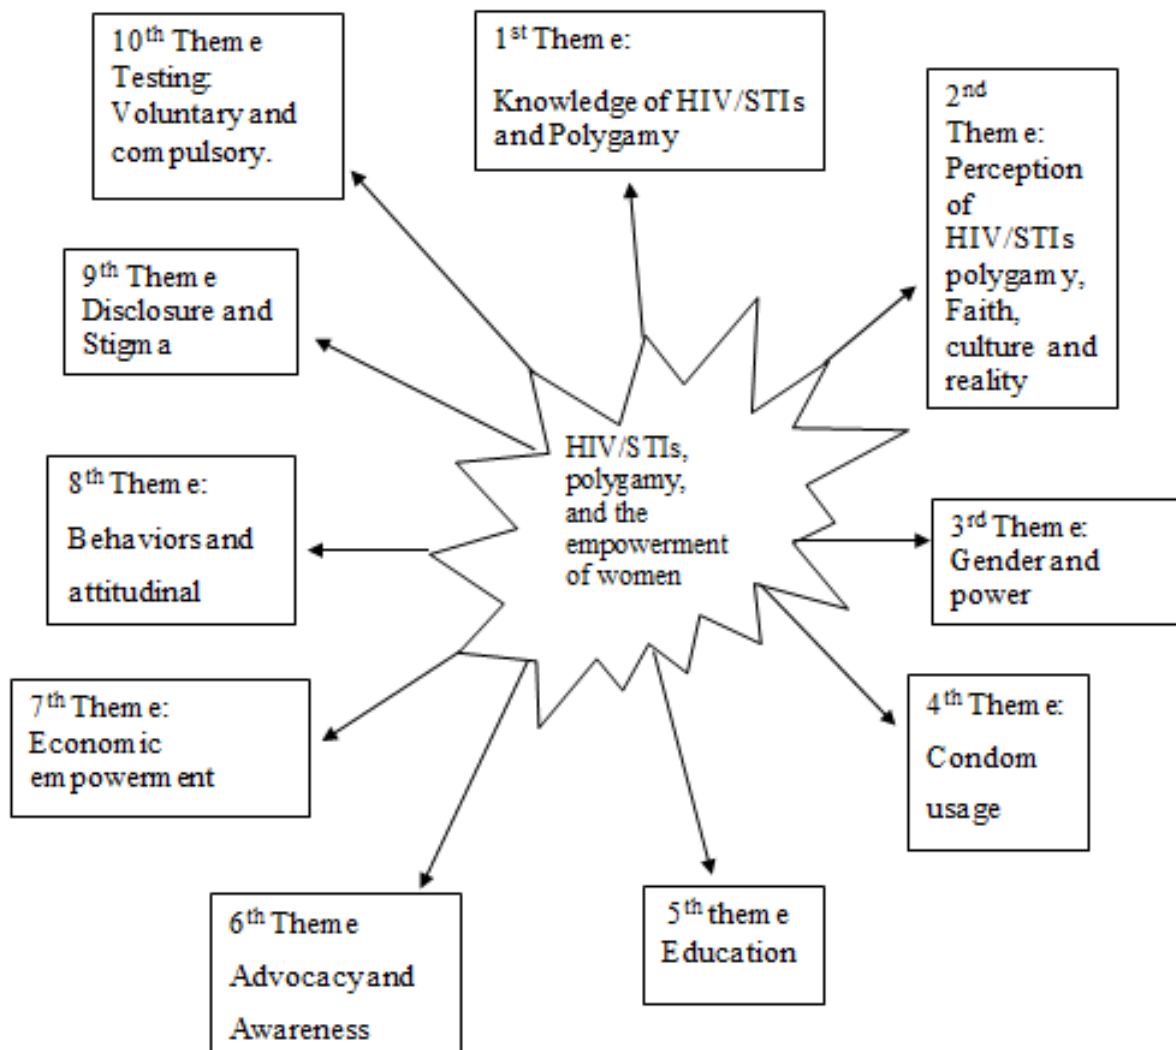 10th Theme
Testing:
Voluntary and
compulsory.
1st Theme:
Knowledge of HIV/STIs
and Polygamy
2nd
Theme:
Perception
of
HIV/STIs
polygamy,
Faith,
culture and
reality
9th Theme
Disclosure and
Stigma
HIV/STIs,
polygamy,
and the
empowerment
of women
8th Theme:
Behaviors and
attitudinal
3rd Theme:
Gender and
power
7th Theme:
Economic
empowerment
4th Theme:
Condom
usage
6th Theme
Advocacy and
Awareness
5th theme
Education